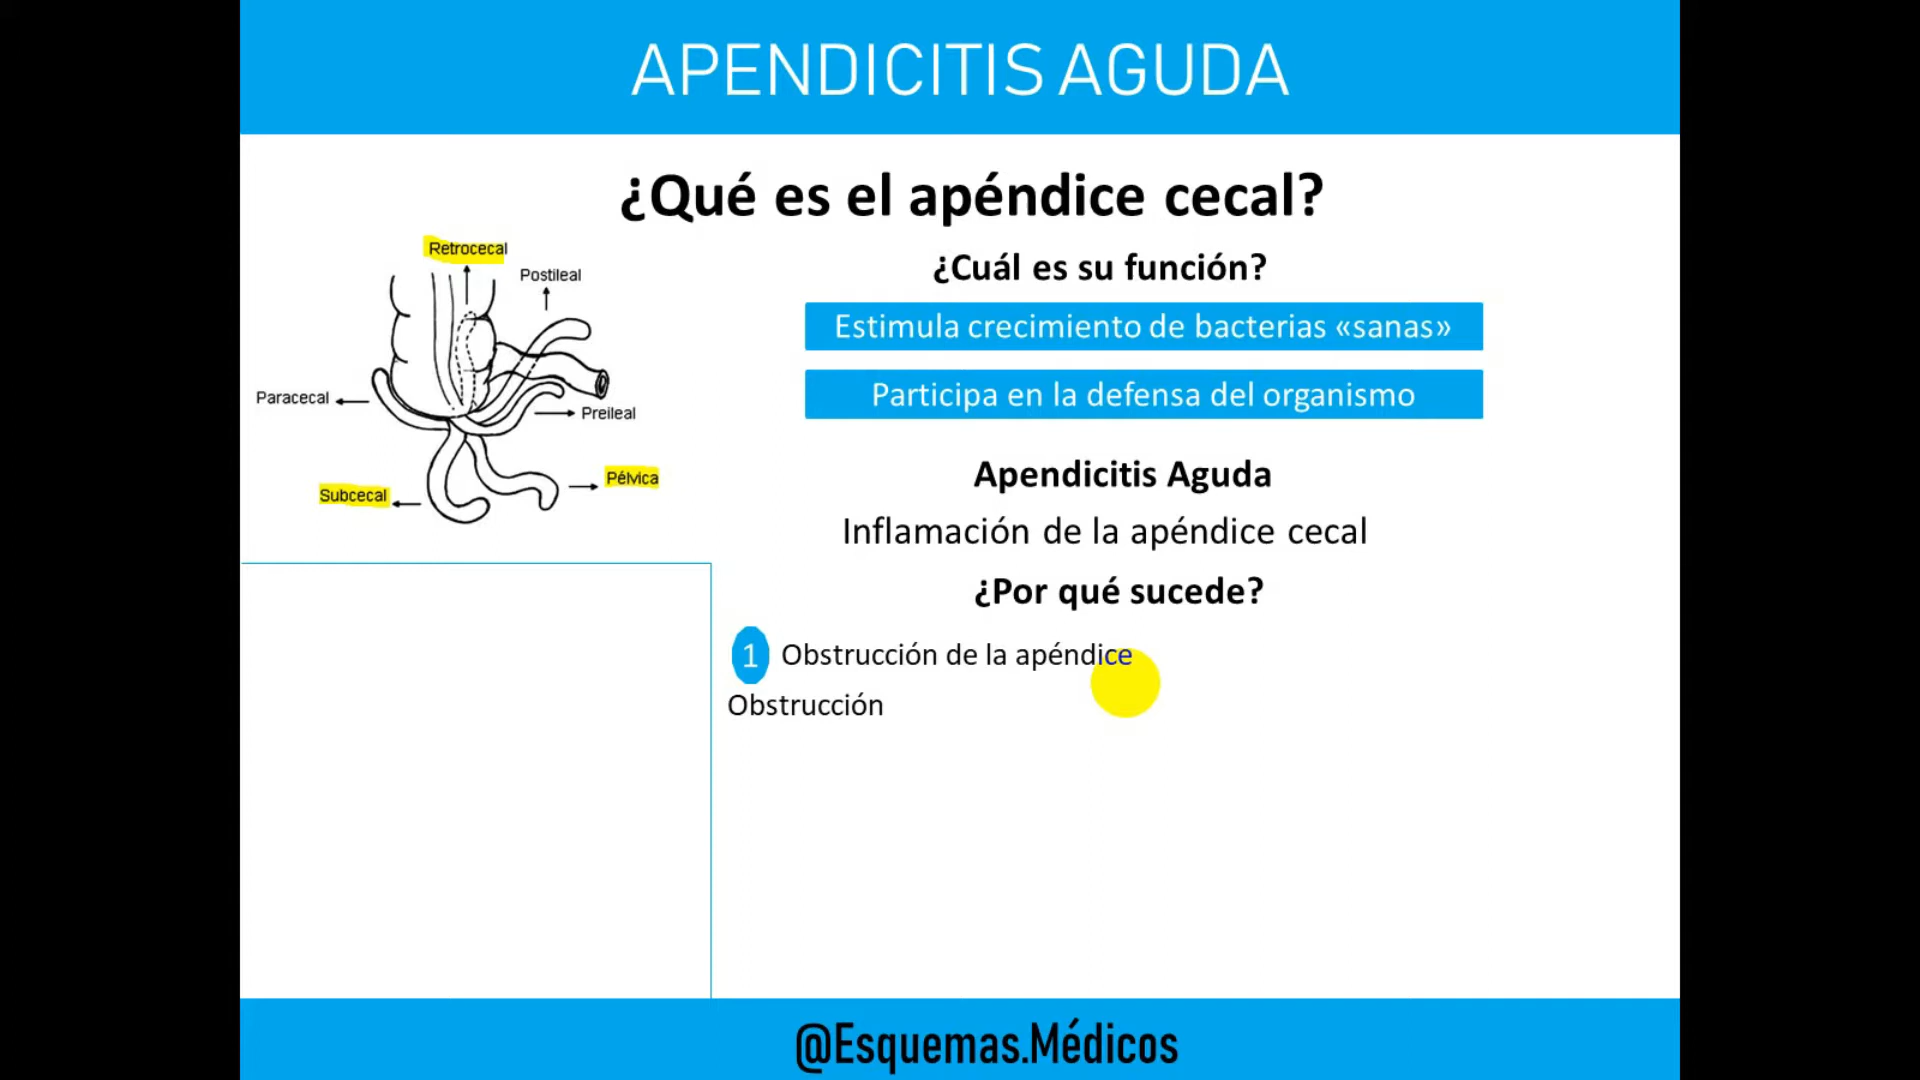 APENDICITIS AGUDA
¿Qué es el apéndice cecal?
Retrocecal
Postileal
Paracecal
Preileal
Pélvica
Subcecal
¿Cuál es su función?
Estimula crecimiento de bacterias «sanas»
Participa en la defensa del organismo
Apendicitis Aguda
Inflamación de la apéndice cecal
¿Por qué sucede?
1 Obstrucción de la apéndice
Obstrucción
@Esquemas.Médicos